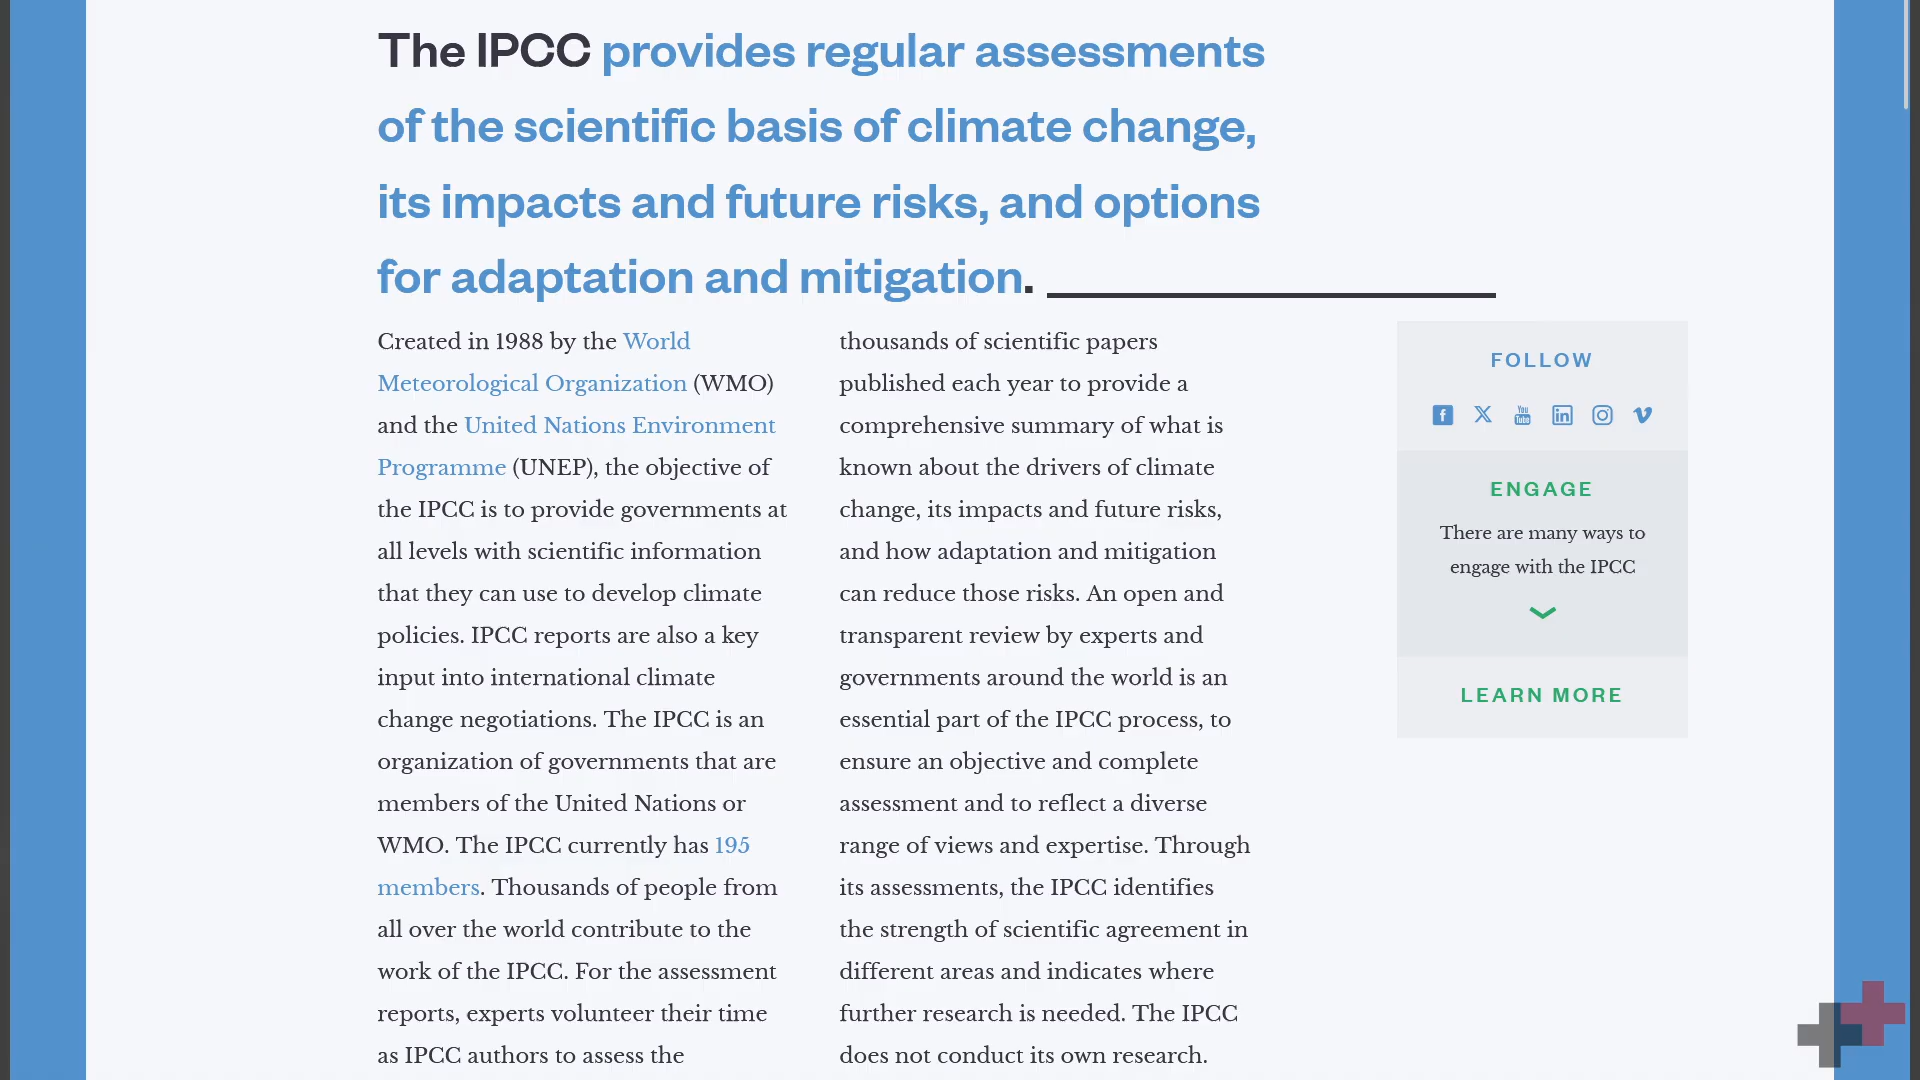 The IPCC provides regular assessments
of the scientific basis of climate change,
its impacts and future risks, and options
for adaptation and mitigation.
Created in 1988 by the World
Meteorological Organization (WMO)
and the United Nations Environment
Programme (UNEP), the objective of
the IPCC is to provide governments at
all levels with scientific information
that they can use to develop climate
policies. IPCC reports are also a key
input into international climate
change negotiations. The IPCC is an
organization of governments that are
members of the United Nations or
WMO. The IPCC currently has 195
members. Thousands of people from
all over the world contribute to the
work of the IPCC. For the assessment
reports, experts volunteer their time
as IPCC authors to assess the
thousands of scientific papers
published each year to provide a
comprehensive summary of what is
known about the drivers of climate
change, its impacts and future risks,
and how adaptation and mitigation
can reduce those risks. An open and
transparent review by experts and
governments around the world is an
essential part of the IPCC process, to
ensure an objective and complete
assessment and to reflect a diverse
range of views and expertise. Through
its assessments, the IPCC identifies
the strength of scientific agreement in
different areas and indicates where
further research is needed. The IPCC
does not conduct its own research.
FOLLOW
ENGAGE
There are many ways to
engage with the IPCC
LEARN MORE